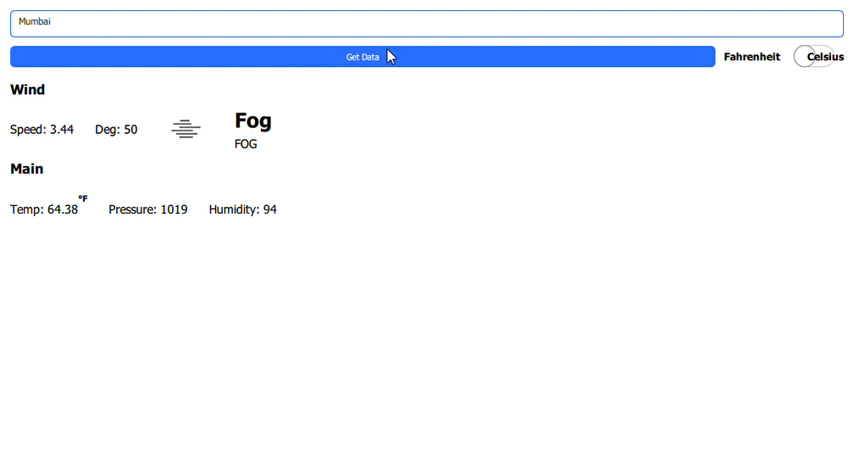 Mumbai
Get Data Fahrenheit Celsius
Wind
Speed: 3.44 Deg: 50 Fog
FOG
Main
Temp: 64.38 °F Pressure: 1019 Humidity: 94